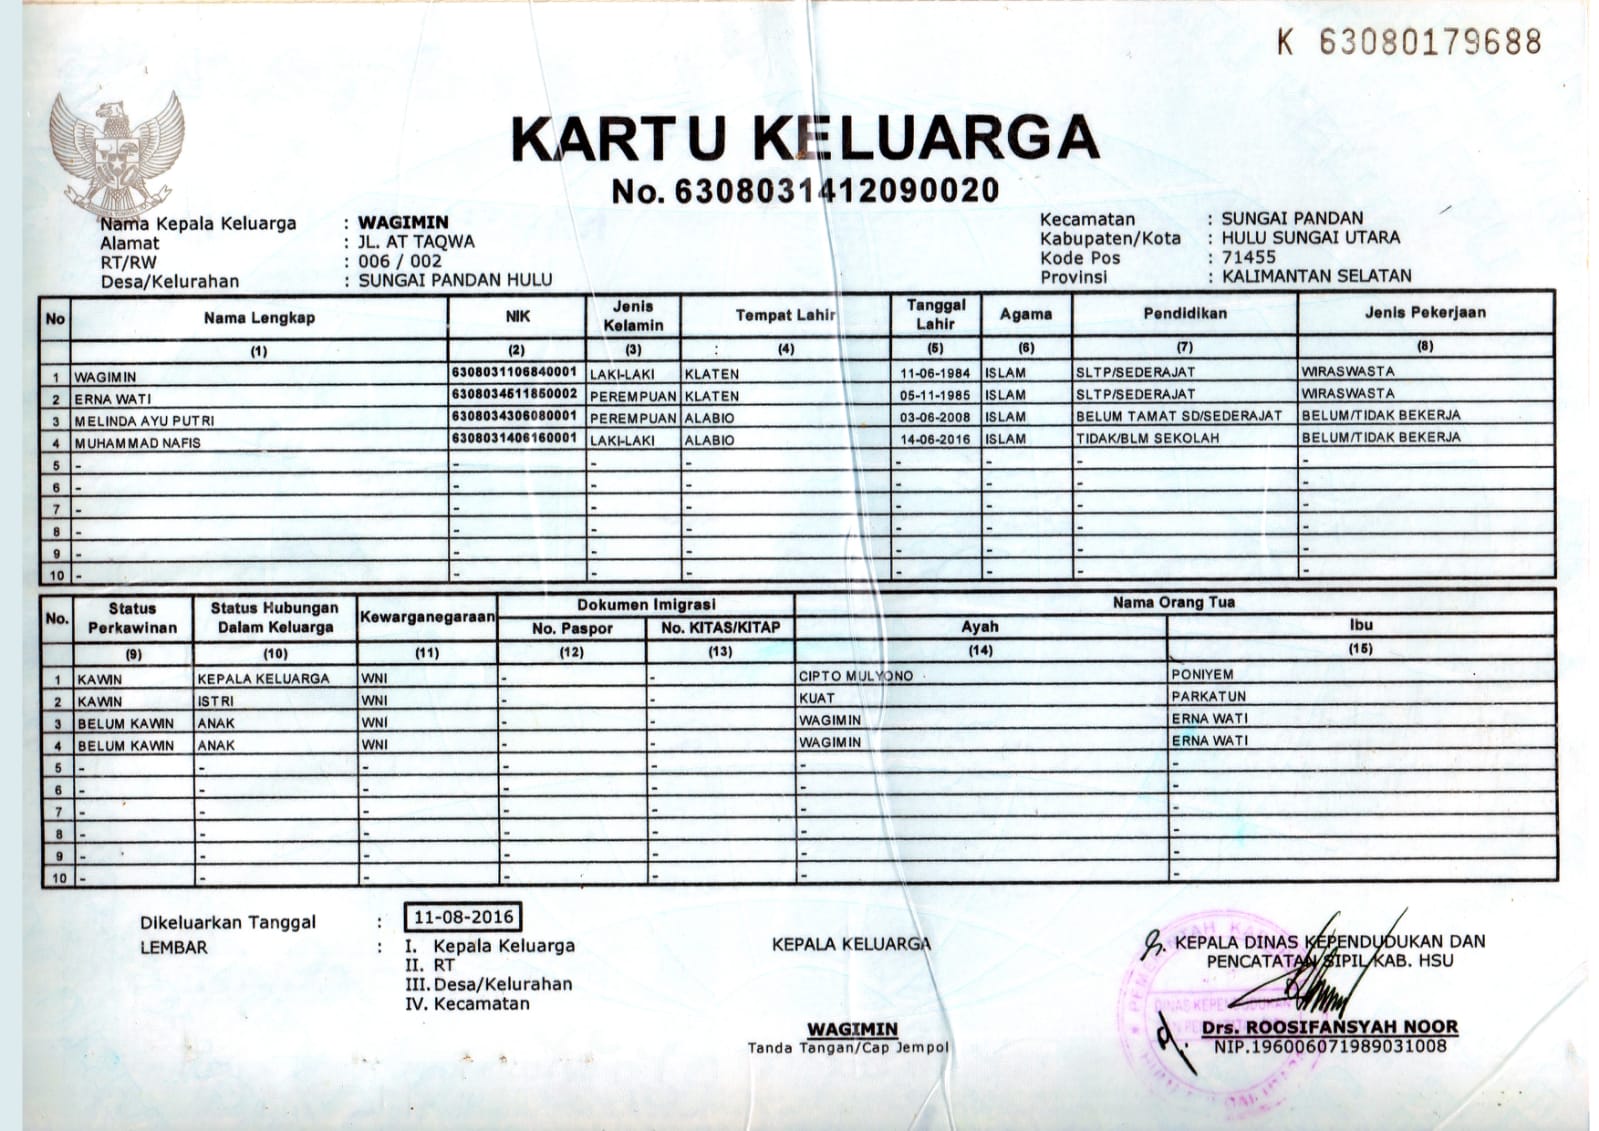 K 63080179688
KARTU KELUARGA
No. 6308031412090020
Nama Kepala Keluarga : WAGIMIN
Alamat : JL. AT TAQWA
RT/RW : 006 / 002
Desa/Kelurahan : SUNGAI PANDAN HULU
Kecamatan : SUNGAI PANDAN
Kabupaten/Kota : HULU SUNGAI UTARA
Kode Pos : 71455
Provinsi : KALIMANTAN SELATAN
No Nama Lengkap NIK Jenis Kelamin Tempat Lahir Tanggal Lahir Agama Pendidikan Jenis Pekerjaan
(1) (2) (3) : (4) (5) (6) (7) (8)
1 WAGIMIN 6308031106840001 LAKI-LAKI KLATEN 11-06-1984 ISLAM SLTP/SEDERAJAT WIRASWASTA
2 ERNA WATI 6308034511850002 PEREMPUAN KLATEN 05-11-1985 ISLAM SLTP/SEDERAJAT WIRASWASTA
3 MELINDA AYU PUTRI 6308034306080001 PEREMPUAN ALABIO 03-06-2008 ISLAM BELUM TAMAT SD/SEDERAJAT BELUM/TIDAK BEKERJA
4 MUHAMMAD NAFIS 6308031406160001 LAKI-LAKI ALABIO 14-06-2016 ISLAM TIDAK/BLM SEKOLAH BELUM/TIDAK BEKERJA
5 - - - - - - - -
6 - - - - - - - -
7 - - - - - - - -
8 - - - - - - - -
9 - - - - - - - -
10 - - - - - - - -
No. Status Perkawinan Status Hubungan Dalam Keluarga Kewarganegaraan Dokumen Imigrasi Nama Orang Tua
No. Paspor No. KITAS/KITAP Ayah Ibu
(9) (10) (11) (12) (13) (14) (15)
1 KAWIN KEPALA KELUARGA WNI - - CIPTO MULYONO PONIYEM
2 KAWIN ISTRI WNI - - KUAT PARKATUN
3 BELUM KAWIN ANAK WNI - - WAGIMIN ERNA WATI
4 BELUM KAWIN ANAK WNI - - WAGIMIN ERNA WATI
5 - - - - - - -
6 - - - - - - -
7 - - - - - - -
8 - - - - - - -
9 - - - - - - -
10 - - - - - - -
Dikeluarkan Tanggal : 11-08-2016
LEMBAR : I. Kepala Keluarga
II. RT
III. Desa/Kelurahan
IV. Kecamatan
KEPALA KELUARGA
WAGIMIN
Tanda Tangan/Cap Jempol
KEPALA DINAS KEPENDUDUKAN DAN
PENCATATAN SIPIL KAB. HSU
DINAS KEPENDUDUKAN
Drs. ROOSIFANSYAH NOOR
NIP.196006071989031008